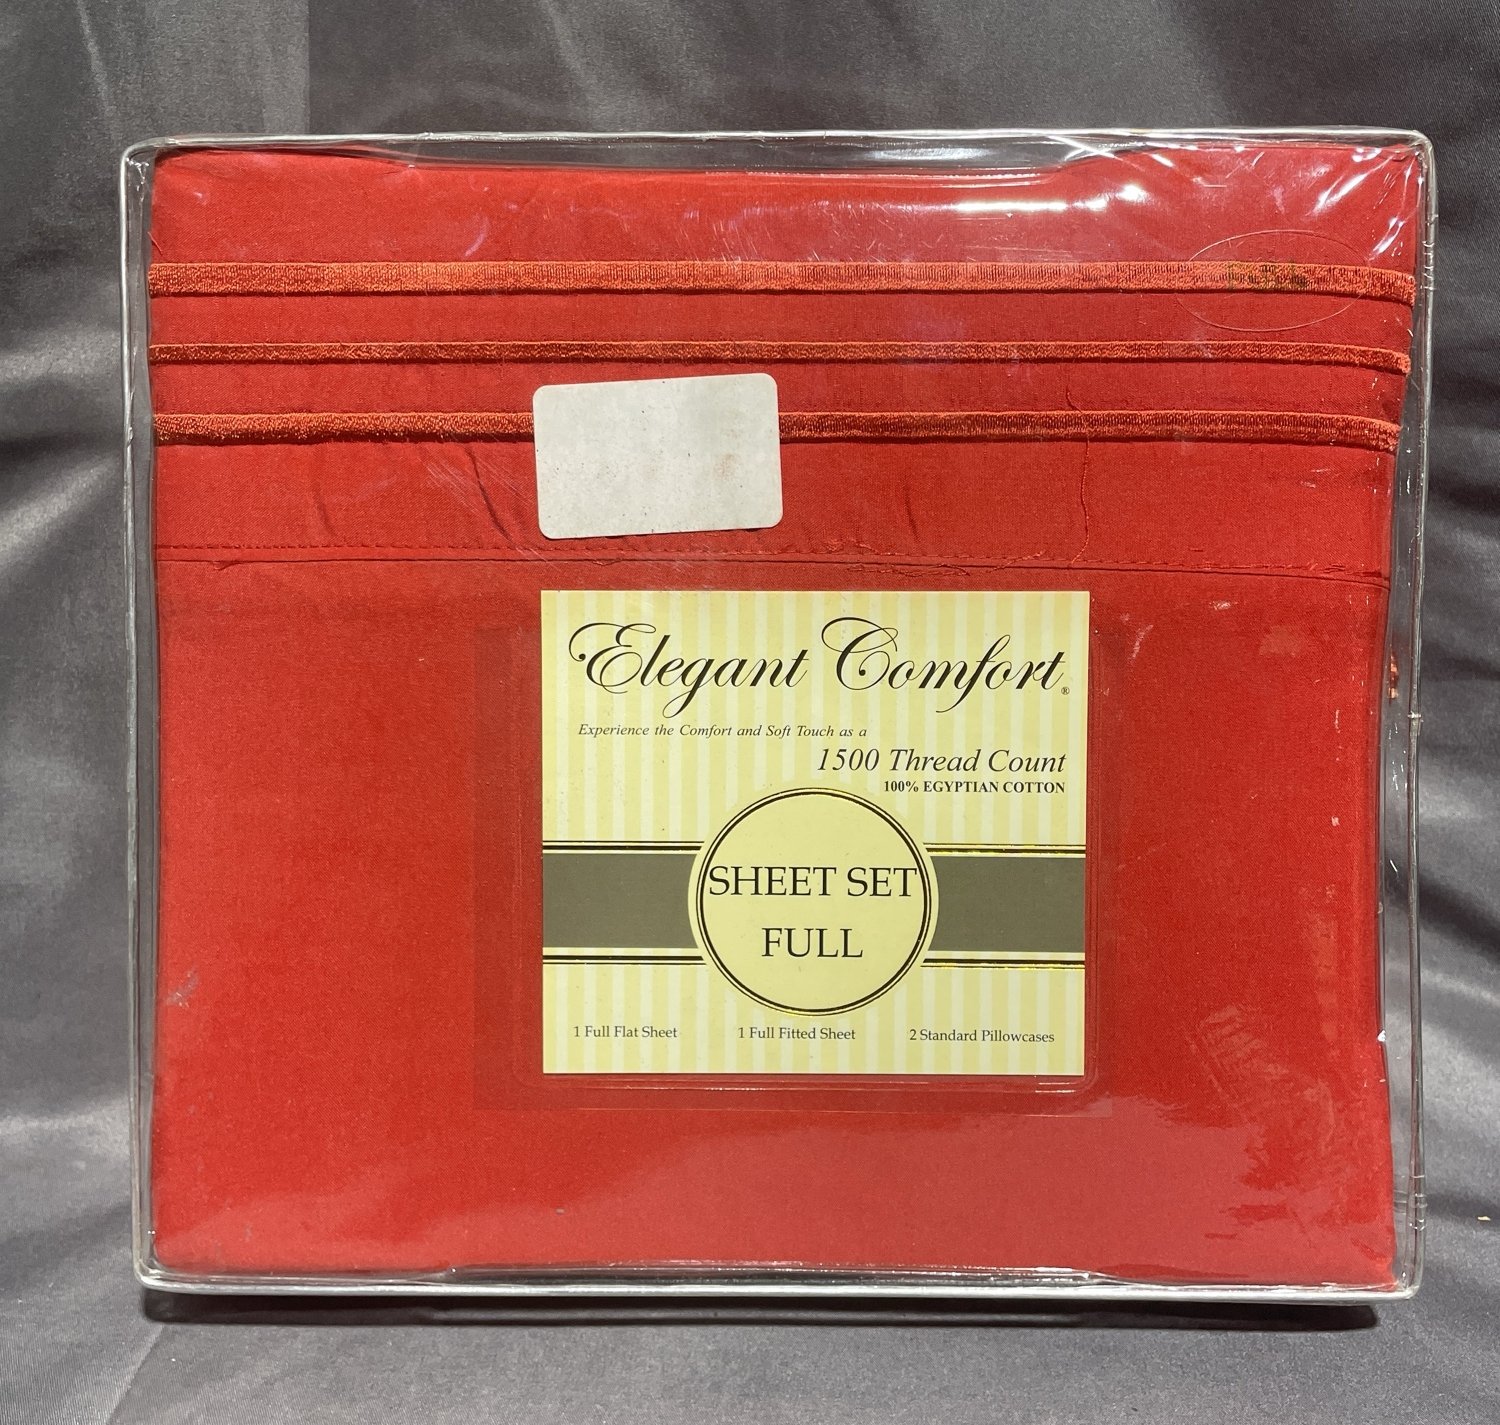 Elegant Comfort®
Experience the Comfort and Soft Touch as a
1500 Thread Count
100% EGYPTIAN COTTON
SHEET SET
FULL
1 Full Flat Sheet 1 Full Fitted Sheet 2 Standard Pillowcases